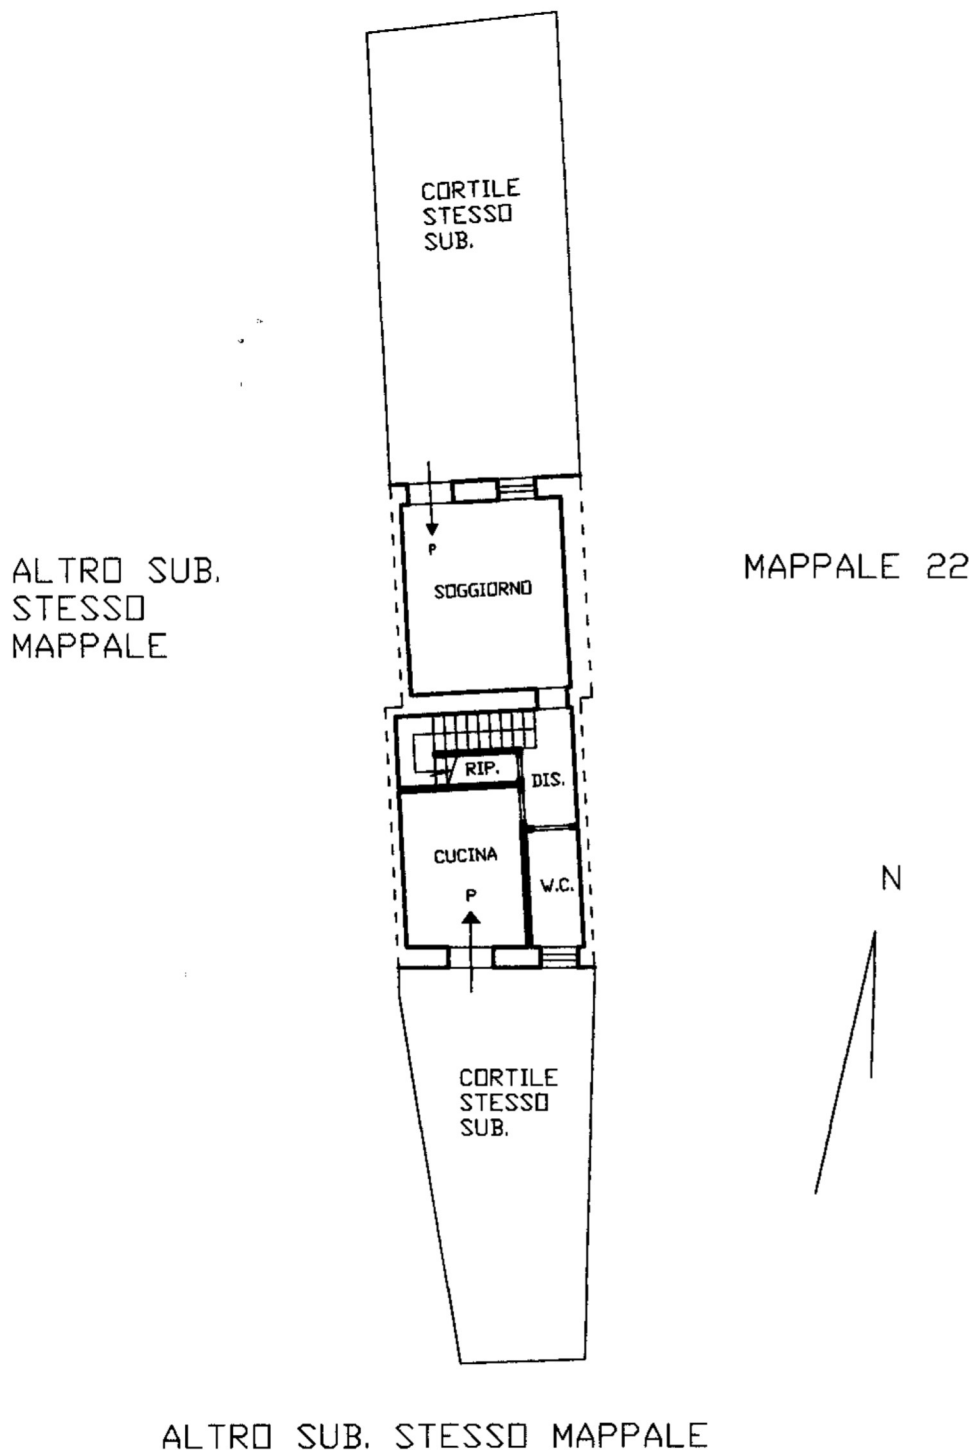 CORTILE
STESSO
SUB.
ALTRO SUB.
STESSO
MAPPALE
MAPPALE 22
P
SOGGIORNO
RIP.
DIS.
CUCINA
W.C.
P
N
CORTILE
STESSO
SUB.
ALTRO SUB. STESSO MAPPALE